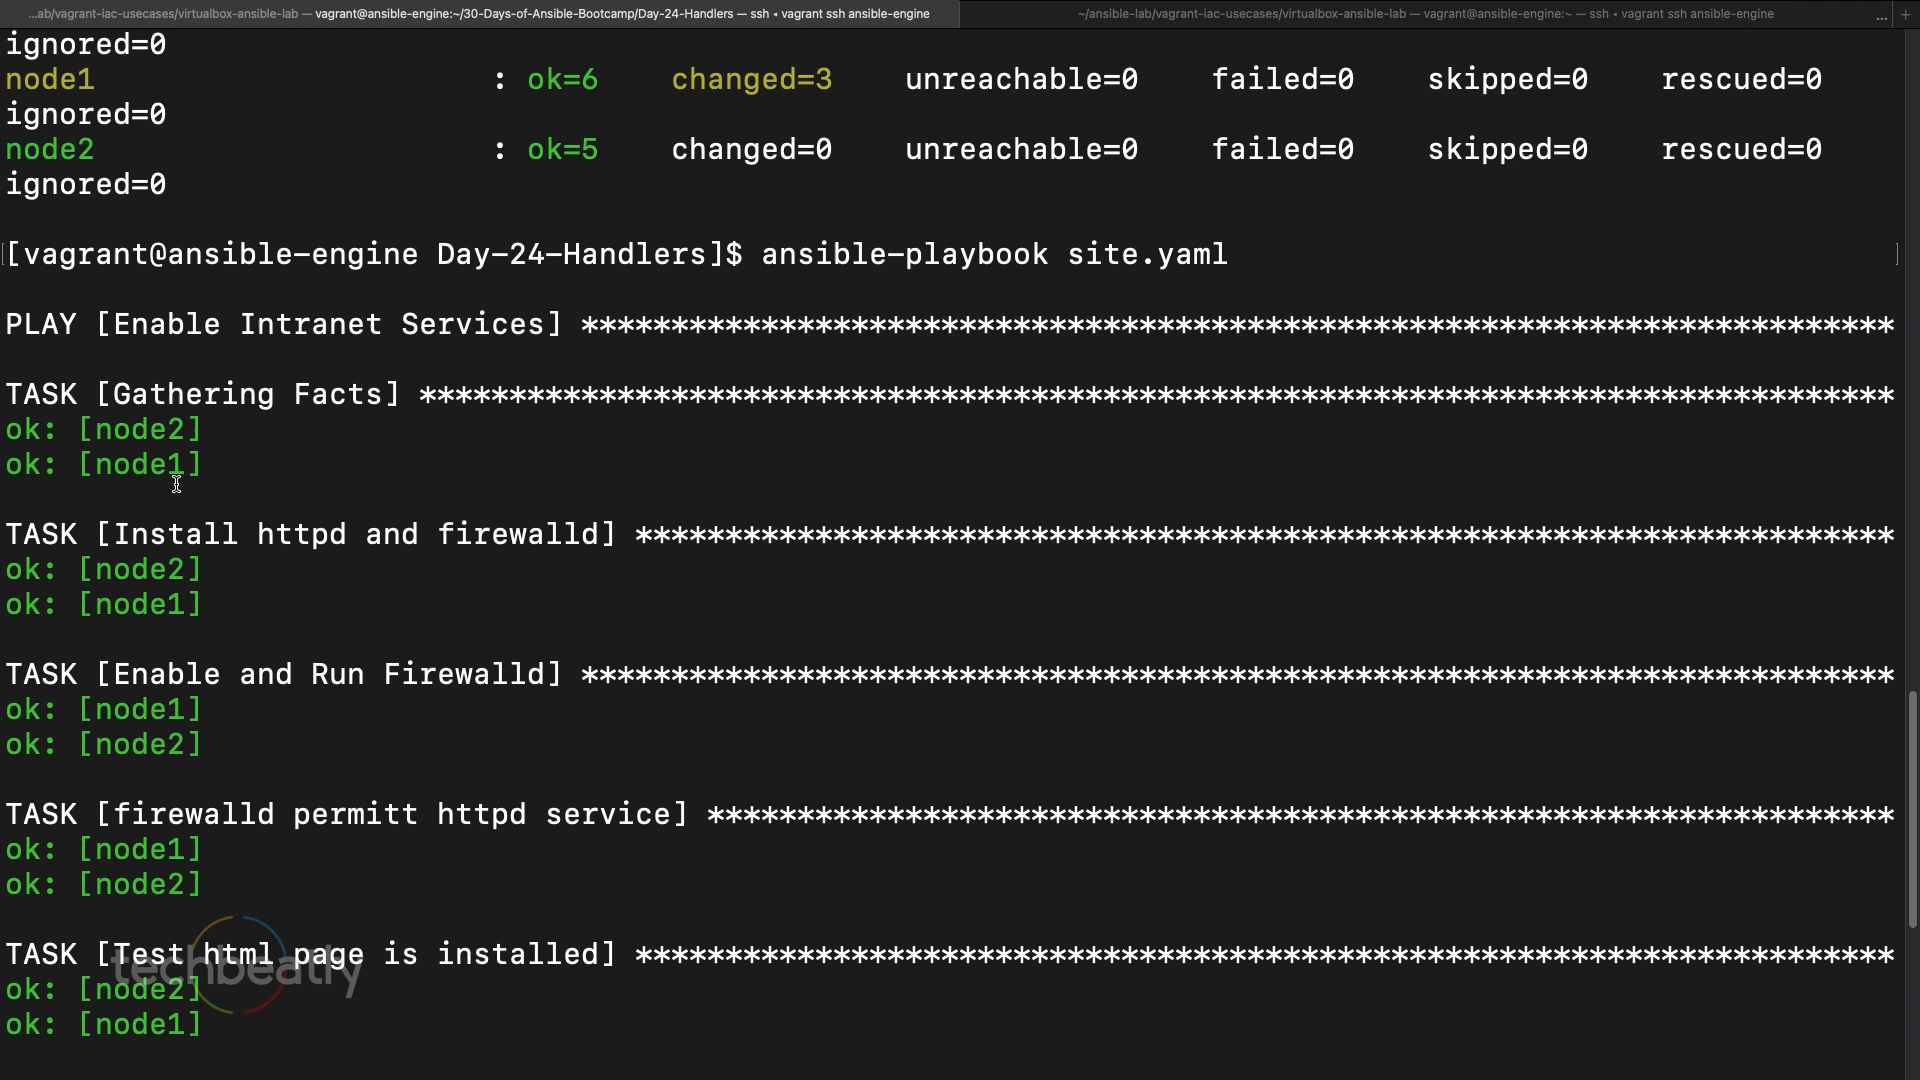 ...ab/vagrant-iac-usecases/virtualbox-ansible-lab — vagrant@ansible-engine:~/30-Days-of-Ansible-Bootcamp/Day-24-Handlers — ssh ◂ vagrant ssh ansible-engine
~/ansible-lab/vagrant-iac-usecases/virtualbox-ansible-lab — vagrant@ansible-engine:~ — ssh ◂ vagrant ssh ansible-engine ... +
ignored=0
node1 : ok=6 changed=3 unreachable=0 failed=0 skipped=0 rescued=0
ignored=0
node2 : ok=5 changed=0 unreachable=0 failed=0 skipped=0 rescued=0
ignored=0
[vagrant@ansible-engine Day-24-Handlers]$ ansible-playbook site.yaml
PLAY [Enable Intranet Services] *************************************************************************
TASK [Gathering Facts] **********************************************************************************
ok: [node2]
ok: [node1]
TASK [Install httpd and firewalld] **********************************************************************
ok: [node2]
ok: [node1]
TASK [Enable and Run Firewalld] *************************************************************************
ok: [node1]
ok: [node2]
TASK [firewalld permitt httpd service] ******************************************************************
ok: [node1]
ok: [node2]
TASK [Test html page is installed] **********************************************************************
ok: [node2]
ok: [node1]
techbeatly